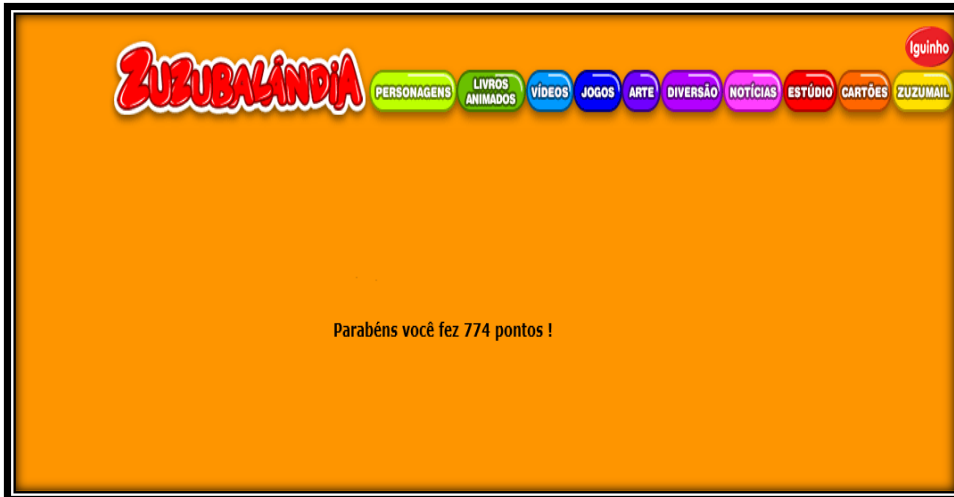 Iguinho
ZUZUBALÂNDIA
PERSONAGENS
LIVROS
ANIMADOS
VÍDEOS
JOGOS
ARTE
DIVERSÃO
NOTÍCIAS
ESTÚDIO
CARTÕES
ZUZUMAIL
Parabéns você fez 774 pontos !